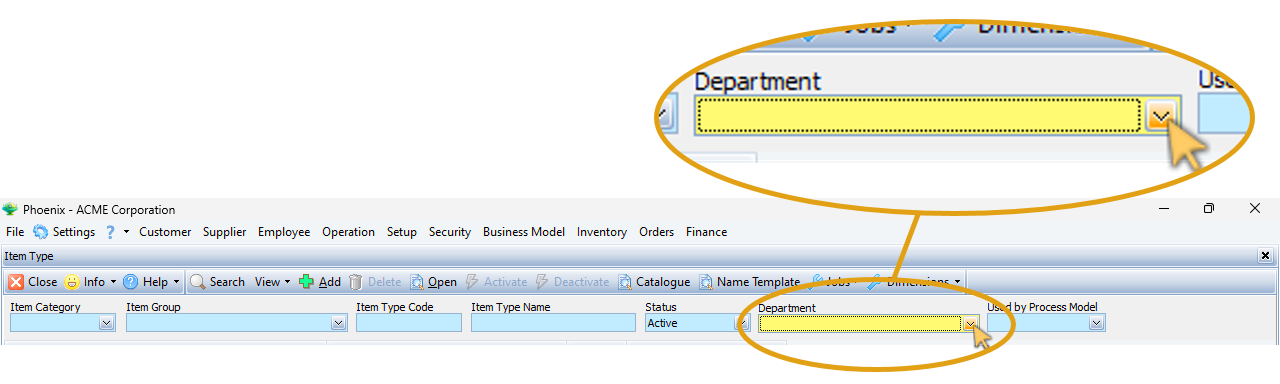 Jobs Dimensi
Department
Use
Phoenix - ACME Corporation
File Settings ? Customer Supplier Employee Operation Setup Security Business Model Inventory Orders Finance
Item Type
Close Info Help Search View Add Delete Open Activate Deactivate Catalogue Name Template Jobs Dimensions
Item Category Item Group Item Type Code Item Type Name Status Department Used by Process Model
Active